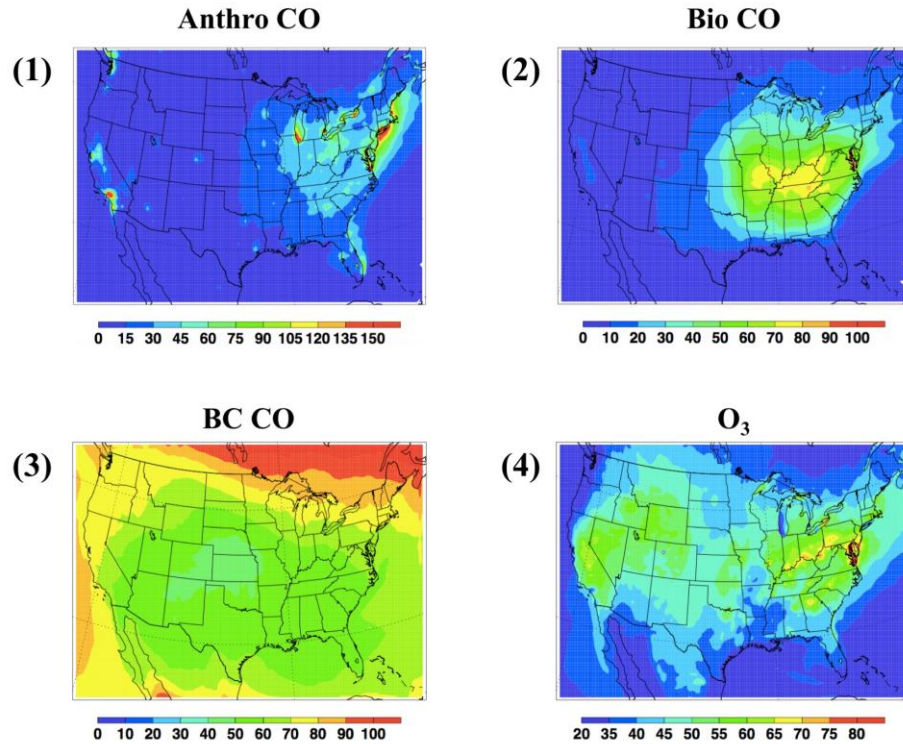 Anthro CO
Bio CO
(1)
(2)
0 15 30 45 60 75 90 105 120 135 150
0 10 20 30 40 50 60 70 80 90 100
BC CO
O₃
(3)
(4)
0 10 20 30 40 50 60 70 80 90 100
20 35 40 45 50 55 60 65 70 75 80